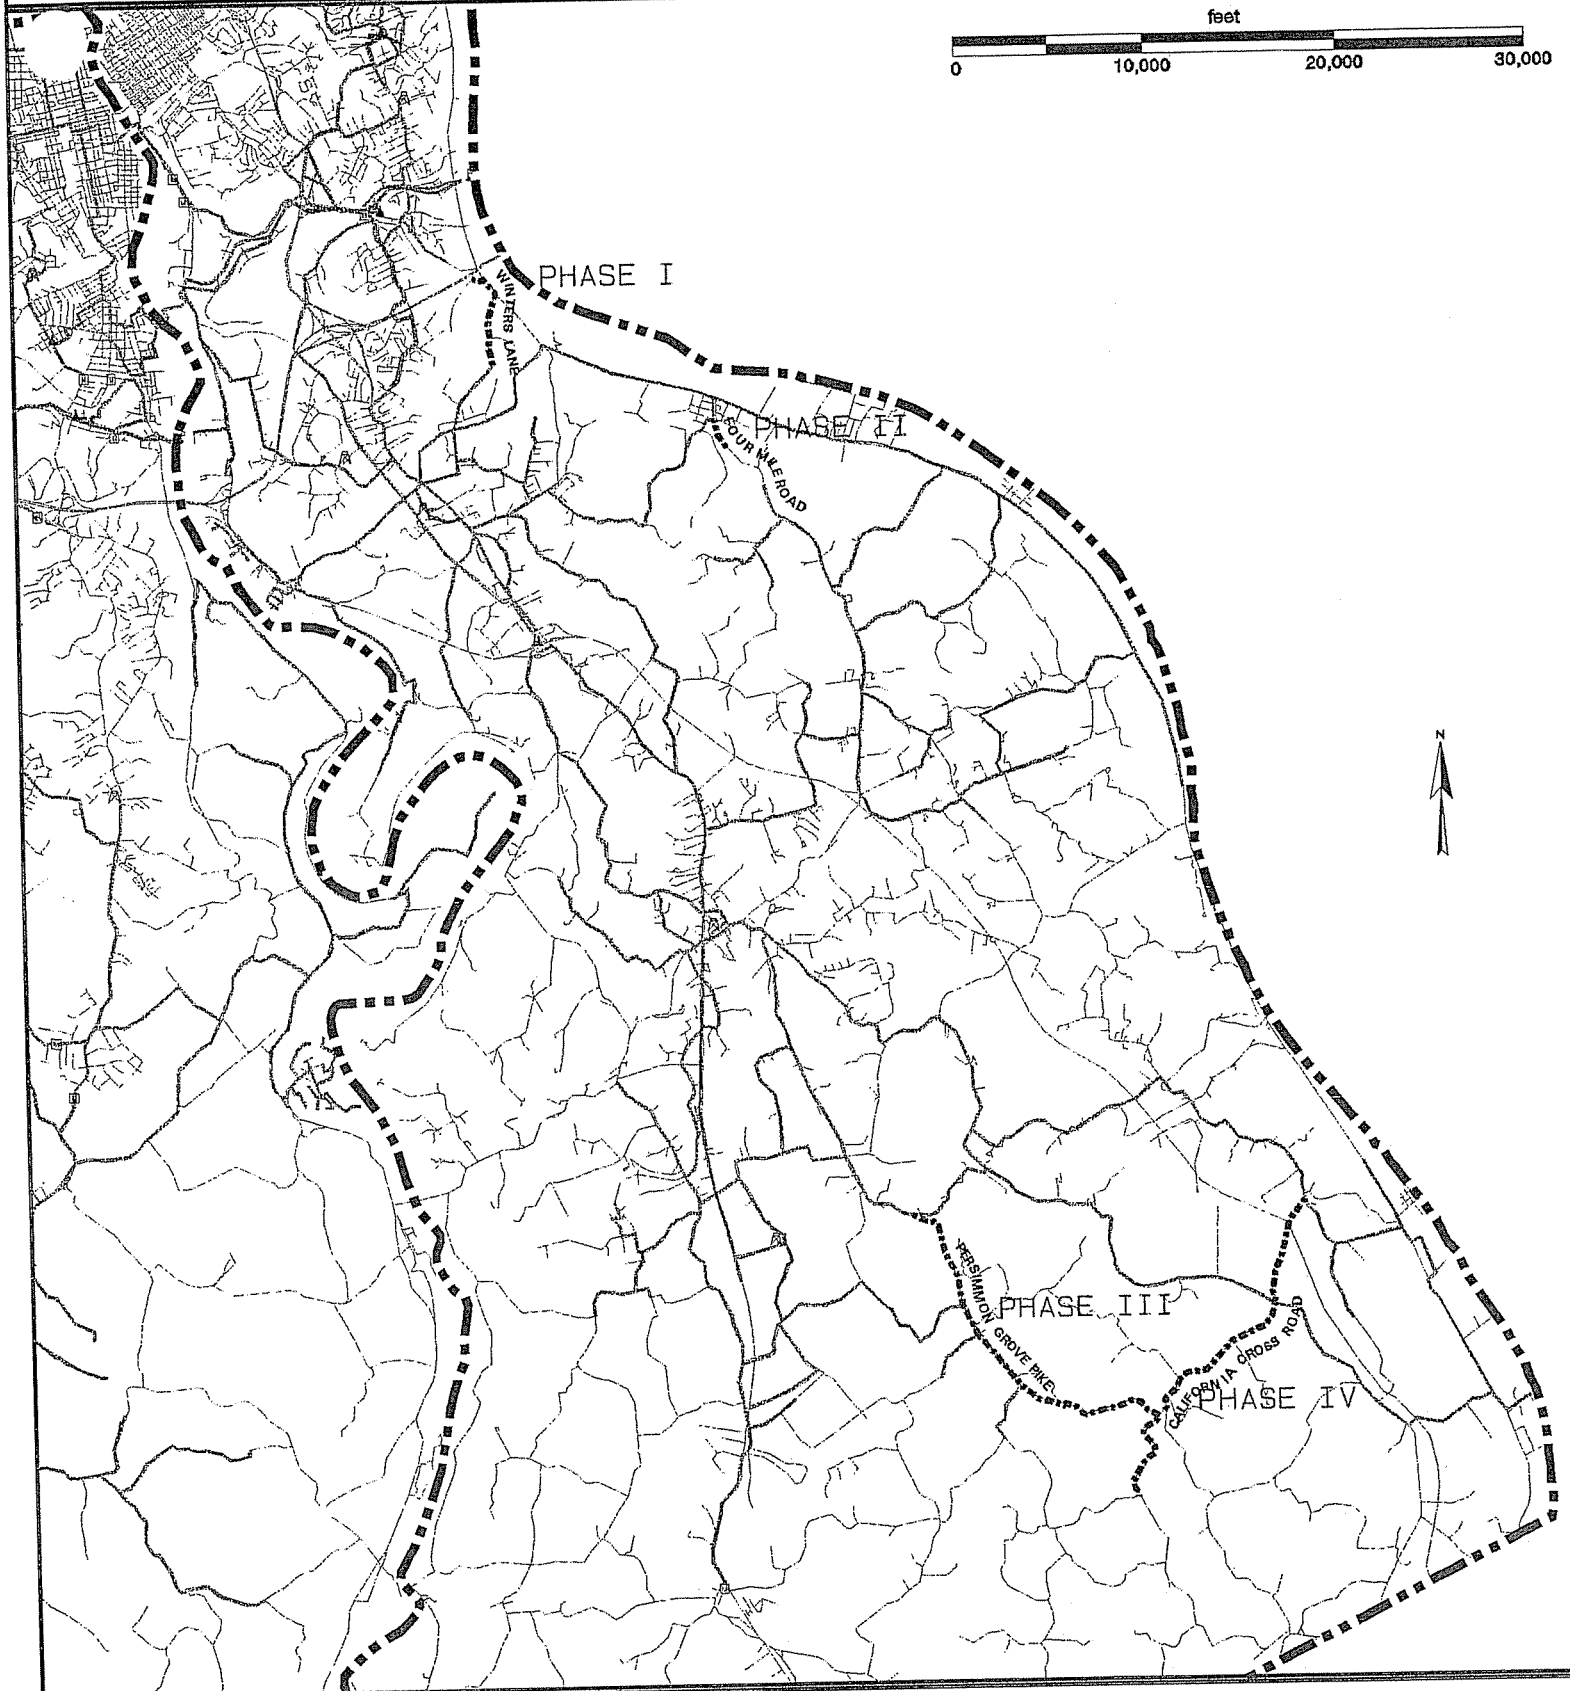 feet
0 10,000 20,000 30,000
PHASE I
WINTERS LANE
PHASE II
FOUR MILE ROAD
N
PERSIMMON GROVE PIKE
PHASE III
CALIFORNIA CROSS ROAD
PHASE IV